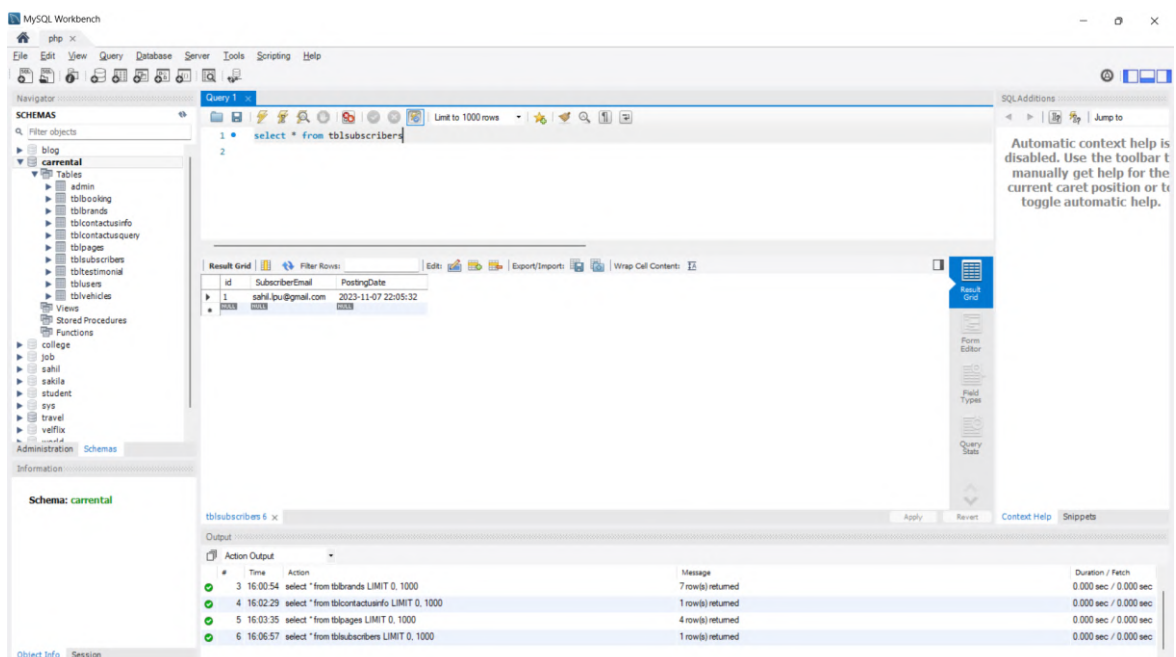 MySQL Workbench
php ×
File Edit View Query Database Server Tools Scripting Help
Navigator
SCHEMAS
Filter objects
blog
carrental
Tables
admin
tblbooking
tblbrands
tblcontactusinfo
tblcontactusquery
tblpages
tblsubscribers
tbltestimonial
tblusers
tblvehicles
Views
Stored Procedures
Functions
college
job
sahil
sakila
student
sys
travel
velflix
world
Administration Schemas
Information
Schema: carrental
Object Info Session
Query 1 ×
Limit to 1000 rows
1 select * from tblsubscribers
2
Result Grid Filter Rows: Edit: Export/Import: Wrap Cell Content:
id SubscriberEmail PostingDate
1 sahil.lpu@gmail.com 2023-11-07 22:05:32
NULL NULL NULL
Result Grid
Form Editor
Field Types
Query Stats
tblsubscribers 6 × Apply Revert
SQLAdditions
Jump to
Automatic context help is
disabled. Use the toolbar t
manually get help for the
current caret position or to
toggle automatic help.
Context Help Snippets
Output
Action Output
# Time Action Message Duration / Fetch
3 16:00:54 select * from tblbrands LIMIT 0, 1000 7 row(s) returned 0.000 sec / 0.000 sec
4 16:02:29 select * from tblcontactusinfo LIMIT 0, 1000 1 row(s) returned 0.000 sec / 0.000 sec
5 16:03:35 select * from tblpages LIMIT 0, 1000 4 row(s) returned 0.000 sec / 0.000 sec
6 16:06:57 select * from tblsubscribers LIMIT 0, 1000 1 row(s) returned 0.000 sec / 0.000 sec